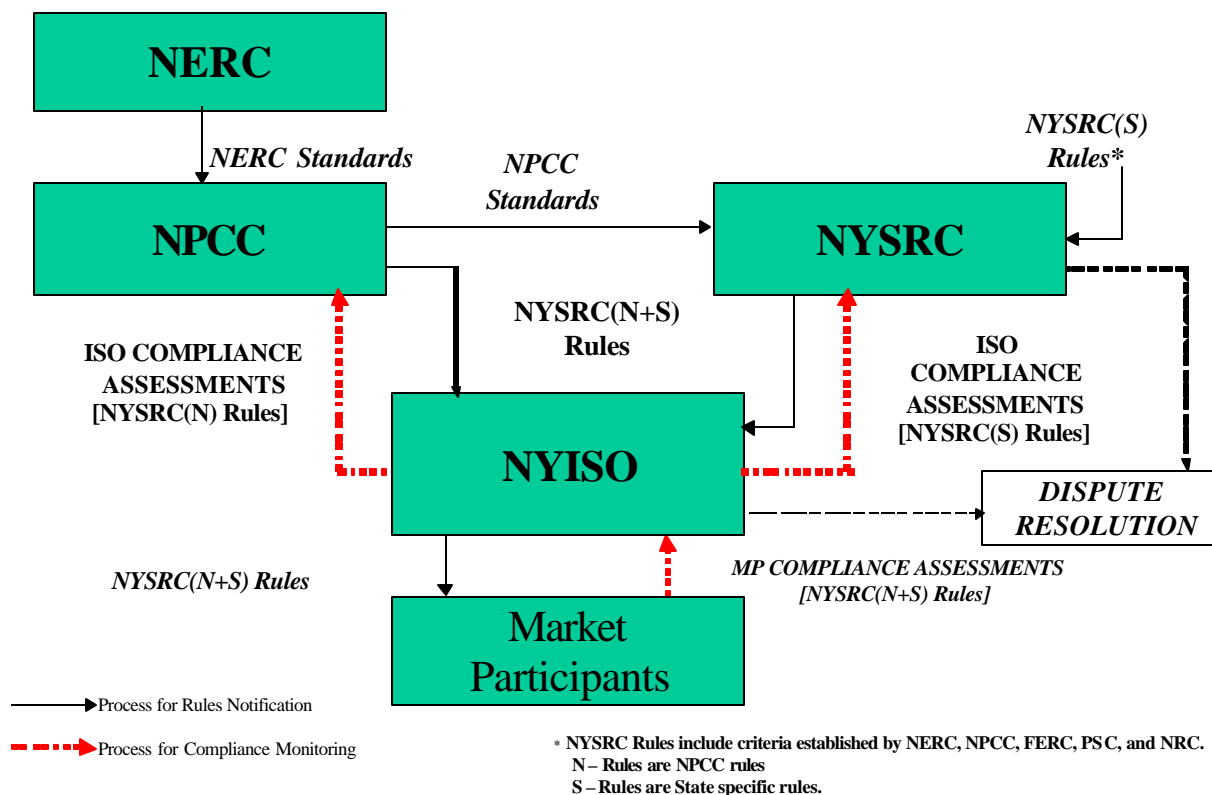 NERC
NERC Standards
NPCC
Standards
NYSRC(S)
Rules*
NPCC
NYSRC
NYSRC(N+S)
Rules
ISO COMPLIANCE
ASSESSMENTS
[NYSRC(N) Rules]
ISO
COMPLIANCE
ASSESSMENTS
[NYSRC(S) Rules]
NYISO
DISPUTE
RESOLUTION
NYSRC(N+S) Rules
MP COMPLIANCE ASSESSMENTS
[NYSRC(N+S) Rules]
Market
Participants
Process for Rules Notification
Process for Compliance Monitoring
* NYSRC Rules include criteria established by NERC, NPCC, FERC, PSC, and NRC.
N – Rules are NPCC rules
S – Rules are State specific rules.